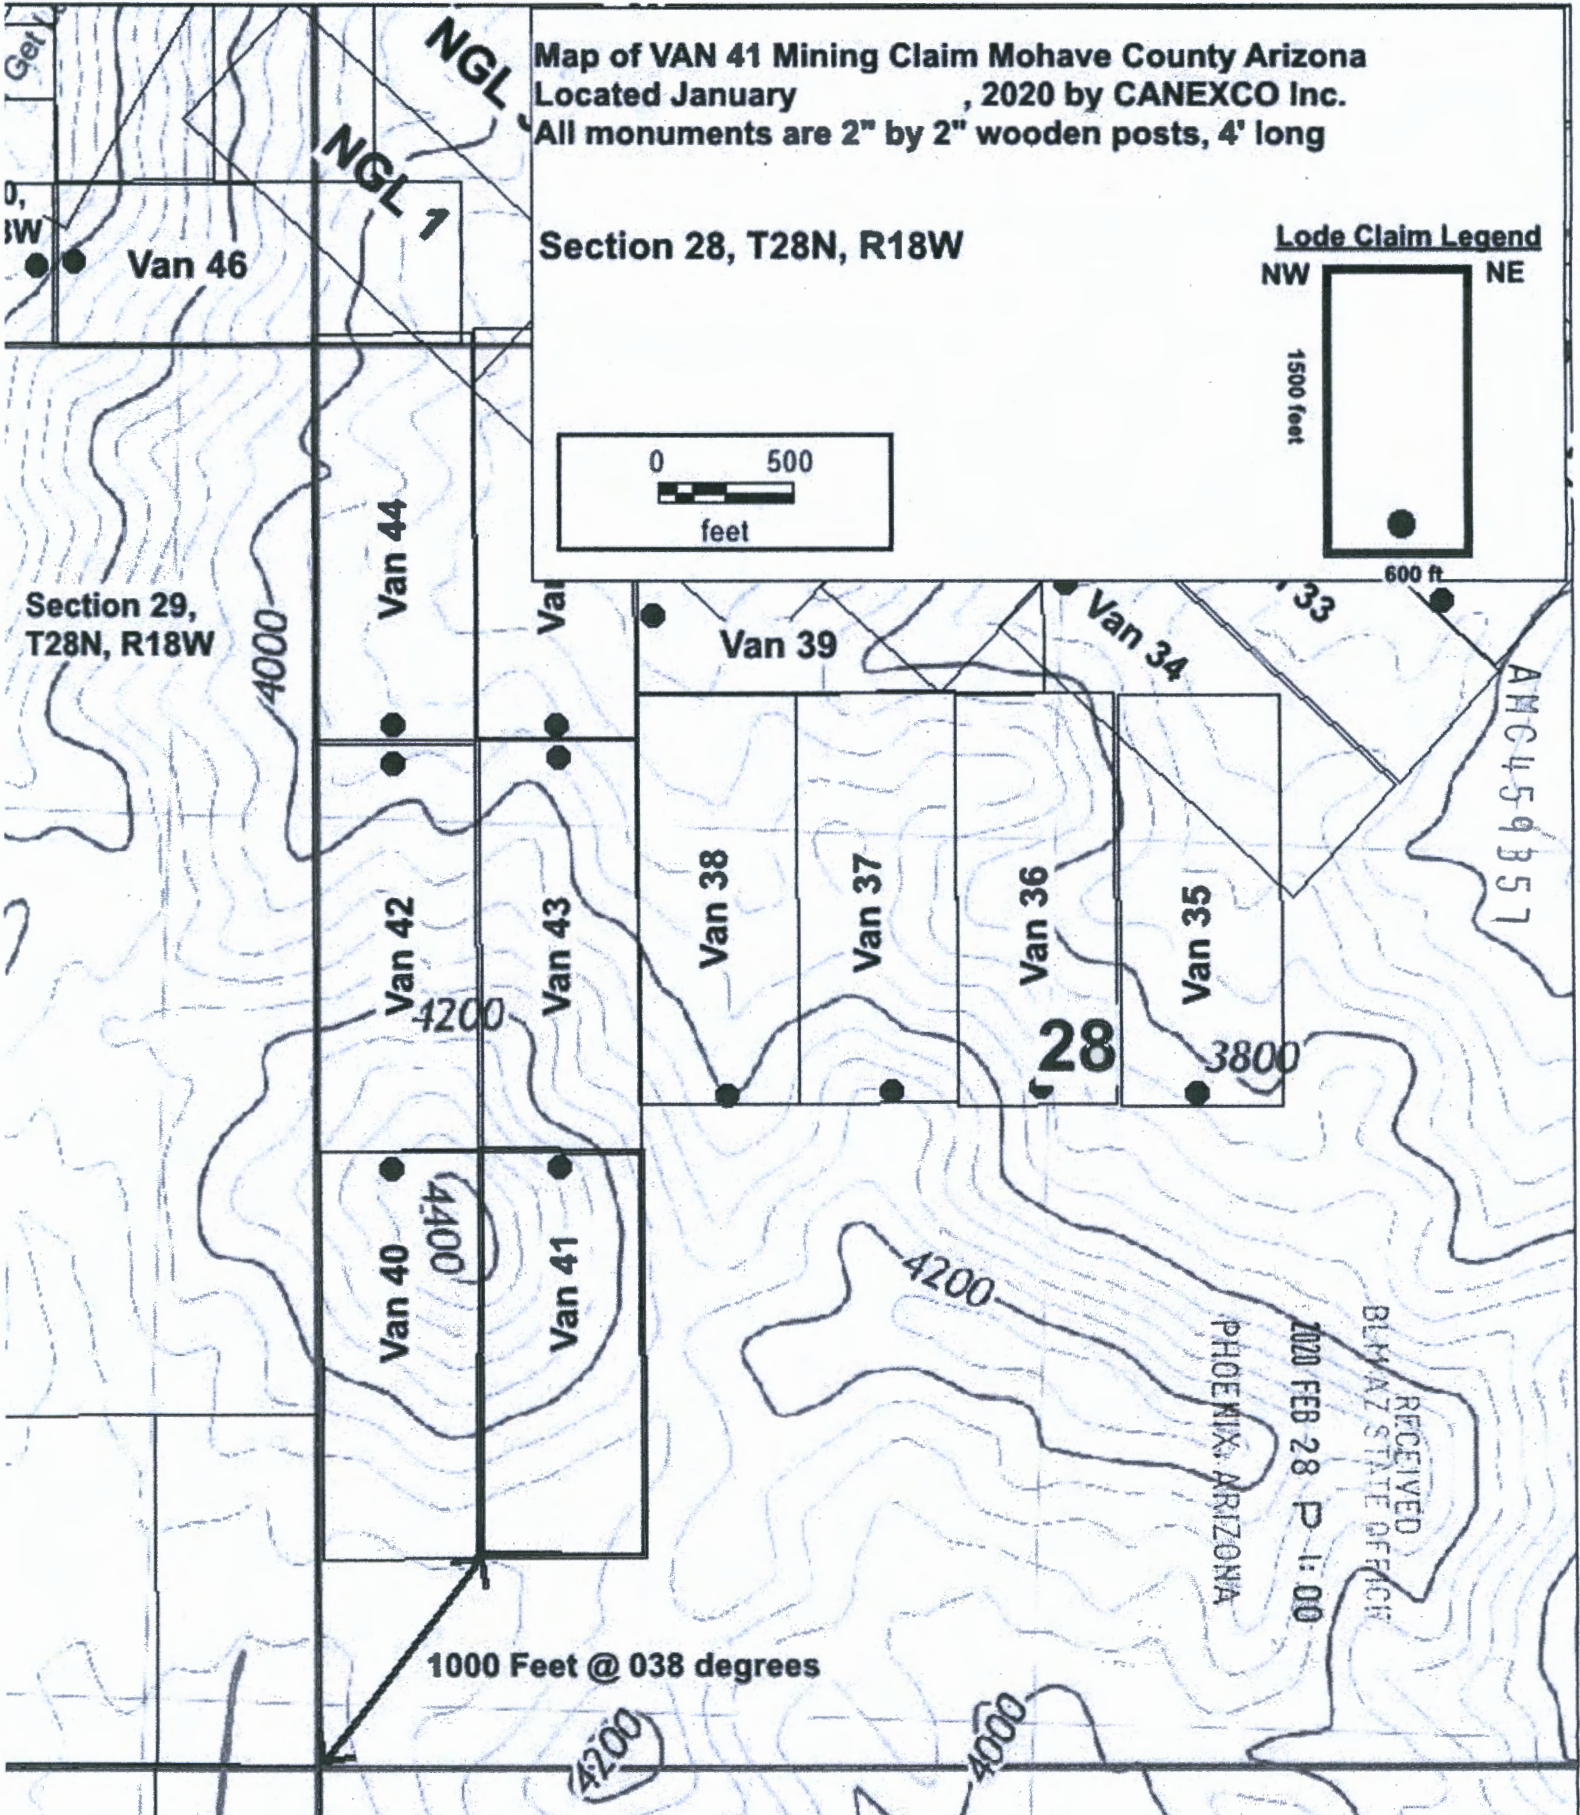 Get
NGL
NGL 1
Map of VAN 41 Mining Claim Mohave County Arizona
Located January , 2020 by CANEXCO Inc.
All monuments are 2" by 2" wooden posts, 4' long
Section 28, T28N, R18W
Lode Claim Legend
NW NE
1500 feet
600 ft
0 500
feet
Van 46
Van 44
Section 29,
T28N, R18W
4000
Van 39
Van 34
33
Van 42
Van 43
Van 38
Van 37
Van 36
Van 35
4200
28
3800
Van 40
4400
Van 41
4200
1000 Feet @ 038 degrees
4200
4000
RECEIVED
BLM AZ STATE OFFICE
2020 FEB 28 P 1: 00
PHOENIX, ARIZONA